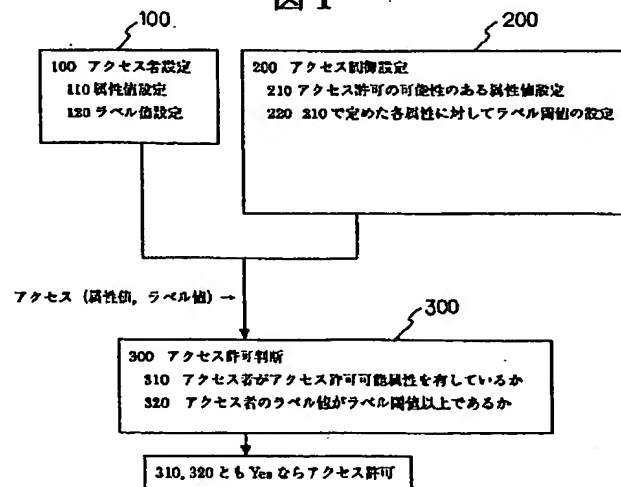 図1
100
200
100 アクセス者設定
110 属性値設定
120 ラベル値設定
200 アクセス制御設定
210 アクセス許可の可能性のある属性値設定
220 210で定めた各属性に対してラベル閾値の設定
アクセス (属性値, ラベル値) →
300
300 アクセス許可判断
310 アクセス者がアクセス許可可能属性を有しているか
320 アクセス者のラベル値がラベル閾値以上であるか
310, 320 とも Yes ならアクセス許可